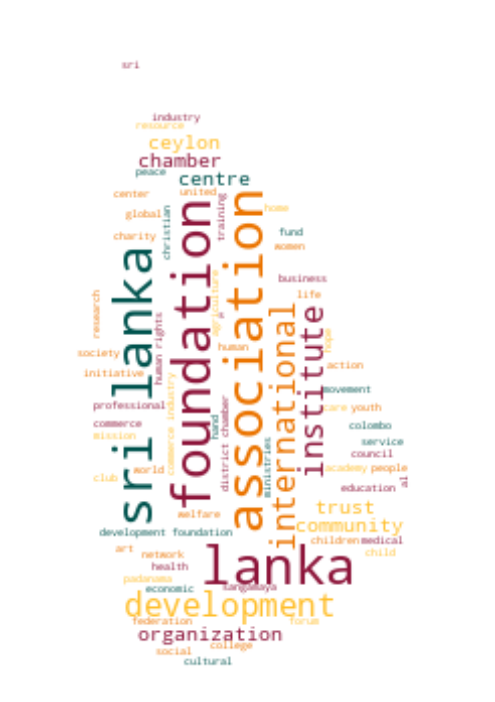 sri
industry
resource
ceylon
chamber
peace
centre
center
united
home
global
christian
training
charity
fund
women
foundation
association
sri lanka
business
agriculture
life
research
international
institute
human rights
human
hope
society
initiative
action
movement
professional
commerce industry
district chamber
care
youth
commerce
hand
colombo
mission
ministries
service
council
world
academy
people
club
education
al
welfare
trust
community
development foundation
children
medical
art
network
child
health
lanka
padanama
economic
sangamaya
development
federation
forum
organization
social
college
cultural